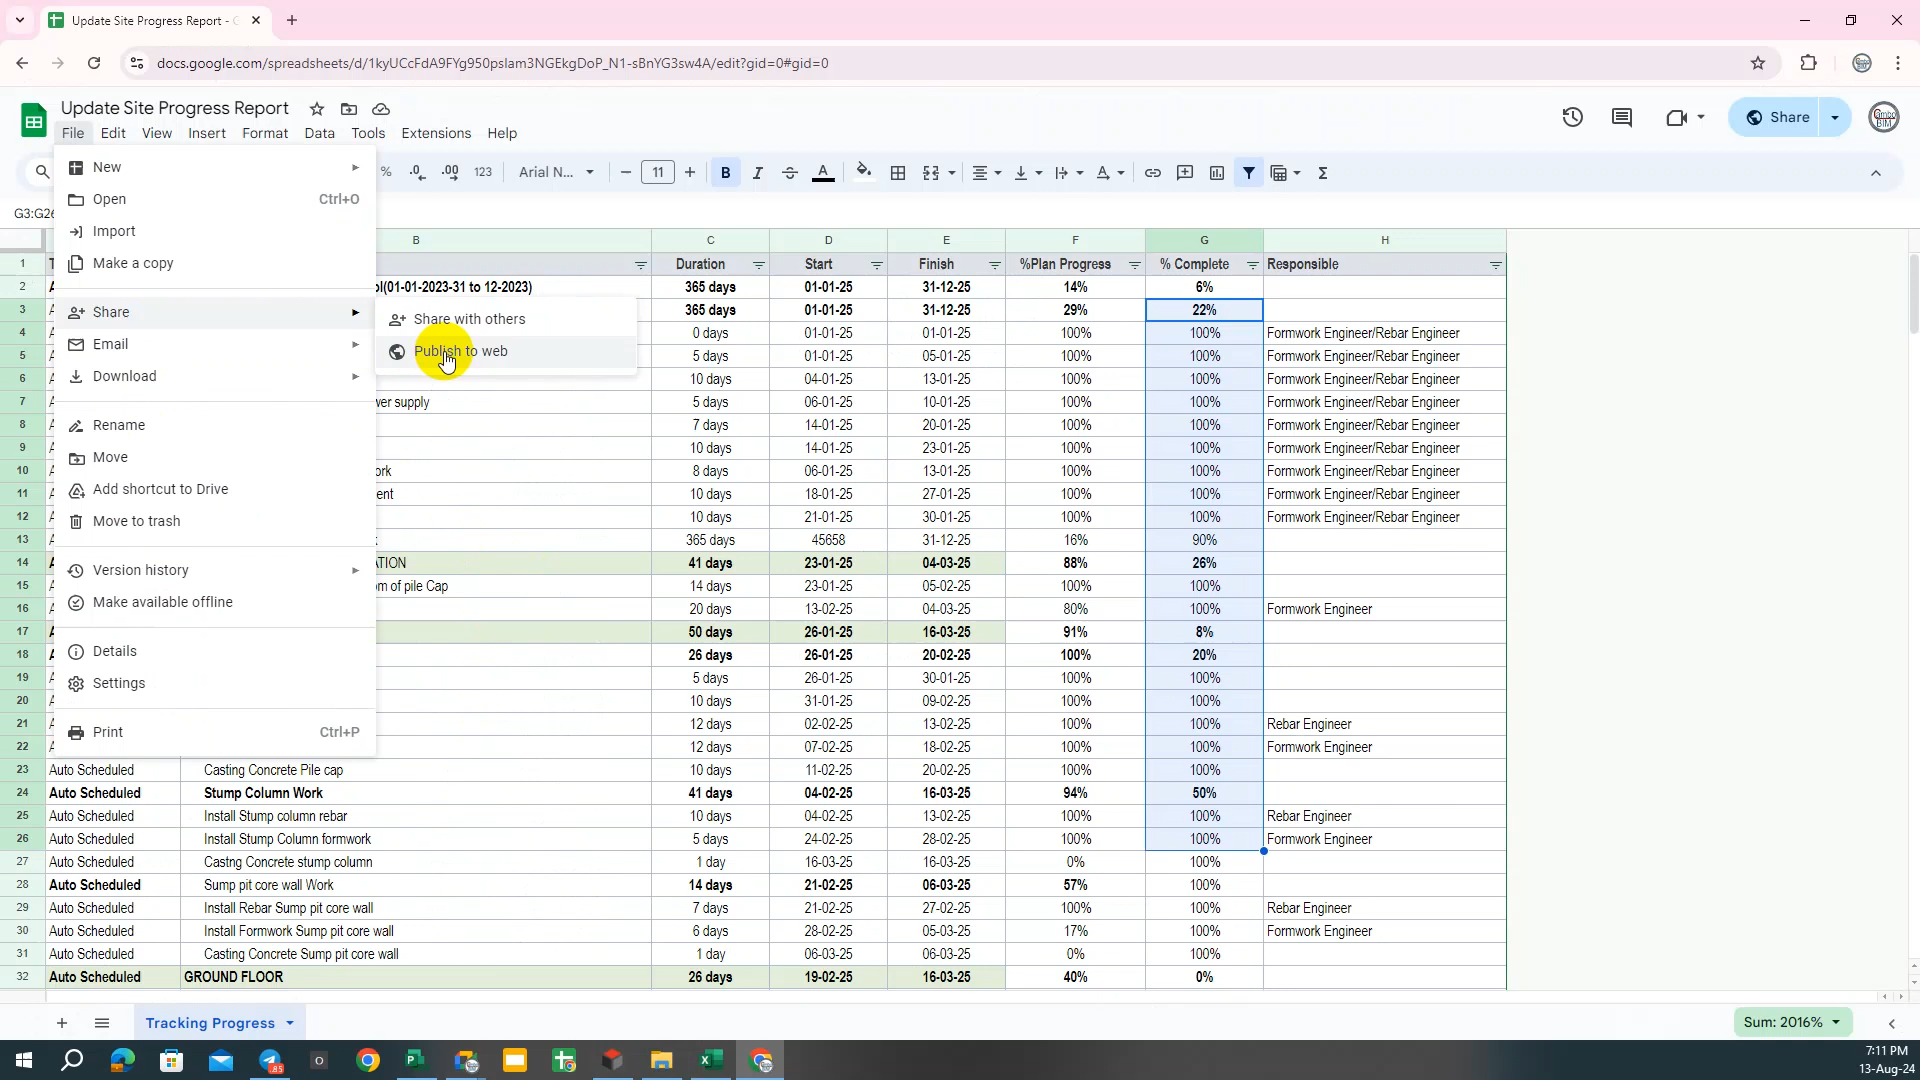 Update Site Progress Report - G
docs.google.com/spreadsheets/d/1kyUCcFdA9FYg950pslam3NGEkgDoP_N1-sBnYG3sw4A/edit?gid=0#gid=0
Update Site Progress Report
File Edit View Insert Format Data Tools Extensions Help
Share
% .0 .00 123 Arial N... 11 B I A Σ
G3:G26
New
Open Ctrl+O
Import
Make a copy
Share
Email
Download
Rename
Move
Add shortcut to Drive
Move to trash
Version history
Make available offline
Details
Settings
Print Ctrl+P
Share with others
Publish to web
B C D E F G H
1 Duration Start Finish %Plan Progress % Complete Responsible
2 ol(01-01-2023-31 to 12-2023) 365 days 01-01-25 31-12-25 14% 6%
3 365 days 01-01-25 31-12-25 29% 22%
4 0 days 01-01-25 01-01-25 100% 100% Formwork Engineer/Rebar Engineer
5 5 days 01-01-25 05-01-25 100% 100% Formwork Engineer/Rebar Engineer
6 10 days 04-01-25 13-01-25 100% 100% Formwork Engineer/Rebar Engineer
7 wer supply 5 days 06-01-25 10-01-25 100% 100% Formwork Engineer/Rebar Engineer
8 7 days 14-01-25 20-01-25 100% 100% Formwork Engineer/Rebar Engineer
9 10 days 14-01-25 23-01-25 100% 100% Formwork Engineer/Rebar Engineer
10 ork 8 days 06-01-25 13-01-25 100% 100% Formwork Engineer/Rebar Engineer
11 ent 10 days 18-01-25 27-01-25 100% 100% Formwork Engineer/Rebar Engineer
12 10 days 21-01-25 30-01-25 100% 100% Formwork Engineer/Rebar Engineer
13 365 days 45658 31-12-25 16% 90%
14 ATION 41 days 23-01-25 04-03-25 88% 26%
15 om of pile Cap 14 days 23-01-25 05-02-25 100% 100%
16 20 days 13-02-25 04-03-25 80% 100% Formwork Engineer
17 50 days 26-01-25 16-03-25 91% 8%
18 26 days 26-01-25 20-02-25 100% 20%
19 5 days 26-01-25 30-01-25 100% 100%
20 10 days 31-01-25 09-02-25 100% 100%
21 12 days 02-02-25 13-02-25 100% 100% Rebar Engineer
22 12 days 07-02-25 18-02-25 100% 100% Formwork Engineer
23 Auto Scheduled Casting Concrete Pile cap 10 days 11-02-25 20-02-25 100% 100%
24 Auto Scheduled Stump Column Work 41 days 04-02-25 16-03-25 94% 50%
25 Auto Scheduled Install Stump column rebar 10 days 04-02-25 13-02-25 100% 100% Rebar Engineer
26 Auto Scheduled Install Stump Column formwork 5 days 24-02-25 28-02-25 100% 100% Formwork Engineer
27 Auto Scheduled Castng Concrete stump column 1 day 16-03-25 16-03-25 0% 100%
28 Auto Scheduled Sump pit core wall Work 14 days 21-02-25 06-03-25 57% 100%
29 Auto Scheduled Install Rebar Sump pit core wall 7 days 21-02-25 27-02-25 100% 100% Rebar Engineer
30 Auto Scheduled Install Formwork Sump pit core wall 6 days 28-02-25 05-03-25 17% 100% Formwork Engineer
31 Auto Scheduled Casting Concrete Sump pit core wall 1 day 06-03-25 06-03-25 0% 100%
32 Auto Scheduled GROUND FLOOR 26 days 19-02-25 16-03-25 40% 0%
Tracking Progress
Sum: 2016%
7:11 PM
13-Aug-24